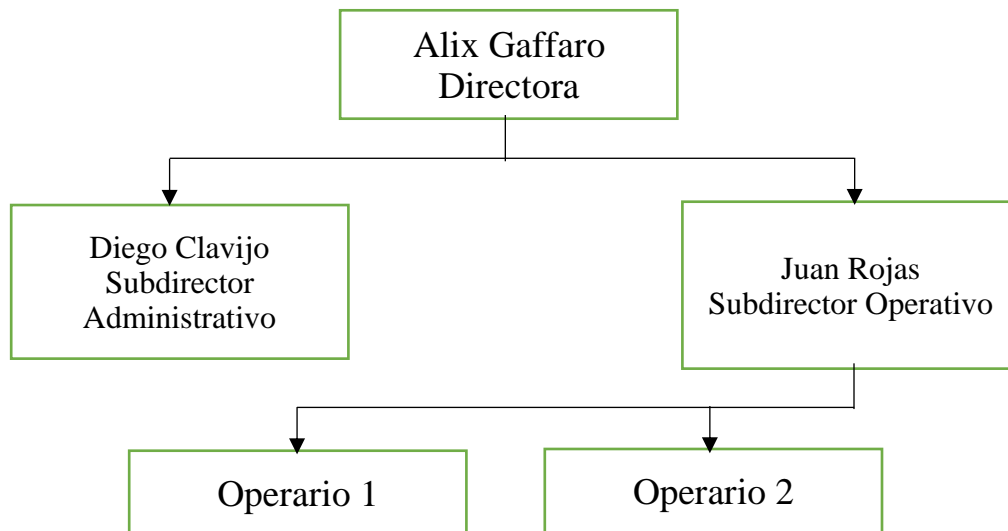 Alix Gaffaro
Directora
Diego Clavijo
Subdirector
Administrativo
Juan Rojas
Subdirector Operativo
Operario 1
Operario 2